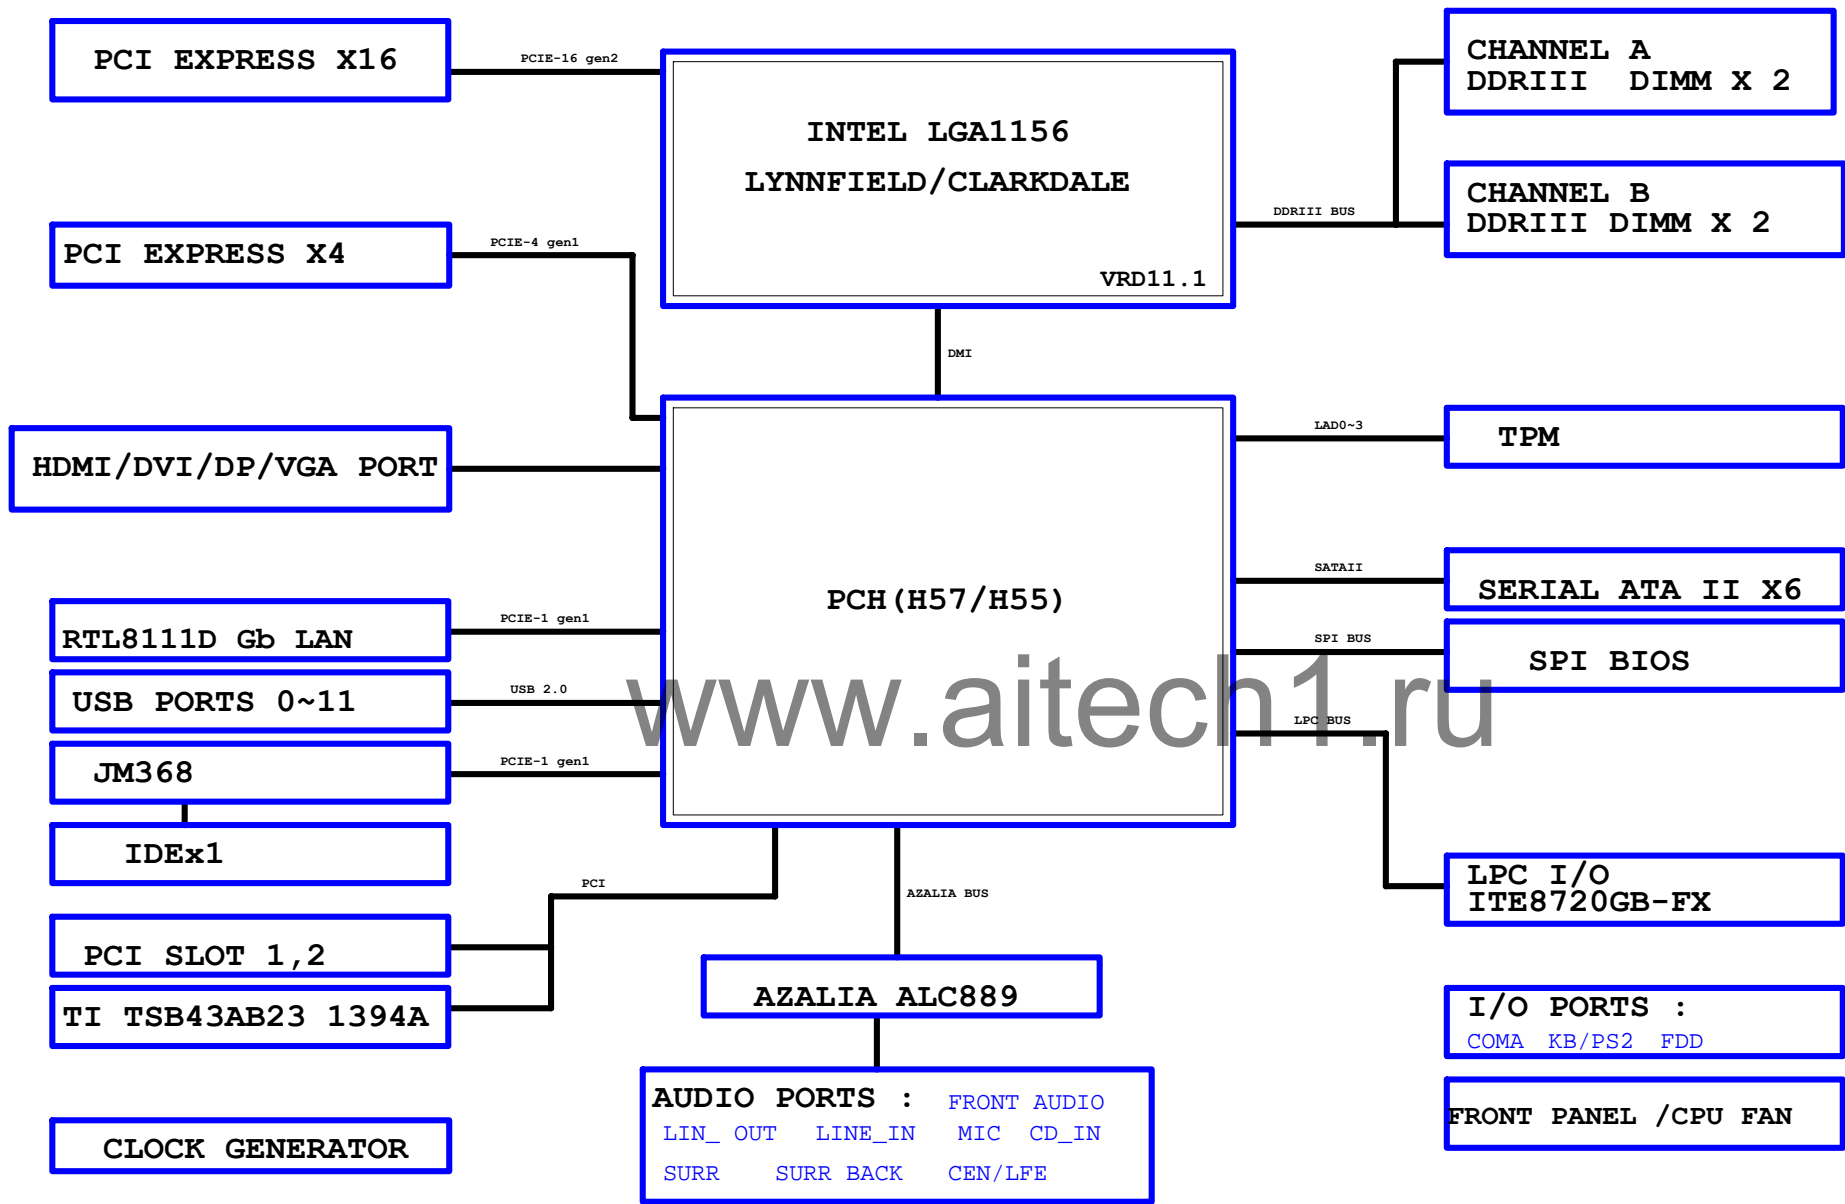 PCI EXPRESS X16
PCIE-16 gen2
INTEL LGA1156
LYNNFIELD/CLARKDALE
VRD11.1
CHANNEL A
DDRIII DIMM X 2
DDRIII BUS
CHANNEL B
DDRIII DIMM X 2
PCI EXPRESS X4
PCIE-4 gen1
DMI
HDMI/DVI/DP/VGA PORT
LAD0~3
TPM
PCH(H57/H55)
SATAII
SERIAL ATA II X6
RTL8111D Gb LAN
PCIE-1 gen1
SPI BUS
SPI BIOS
USB PORTS 0~11
USB 2.0
www.aitech1.ru
LPC BUS
JM368
PCIE-1 gen1
IDEx1
PCI
AZALIA BUS
LPC I/O
ITE8720GB-FX
PCI SLOT 1,2
TI TSB43AB23 1394A
AZALIA ALC889
I/O PORTS :
COMA KB/PS2 FDD
AUDIO PORTS : FRONT AUDIO
LIN_ OUT LINE_IN MIC CD_IN
SURR SURR BACK CEN/LFE
FRONT PANEL /CPU FAN
CLOCK GENERATOR